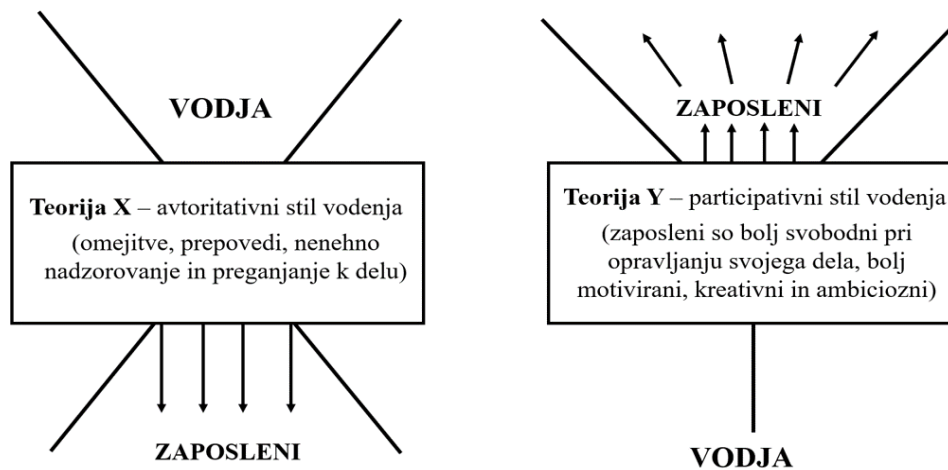 VODJA
Teorija X – avtoritativni stil vodenja
(omejitve, prepovedi, nenehno
nadzorovanje in preganjanje k delu)
ZAPOSLENI
ZAPOSLENI
Teorija Y – participativni stil vodenja
(zaposleni so bolj svobodni pri
opravljanju svojega dela, bolj
motivirani, kreativni in ambiciozni)
VODJA